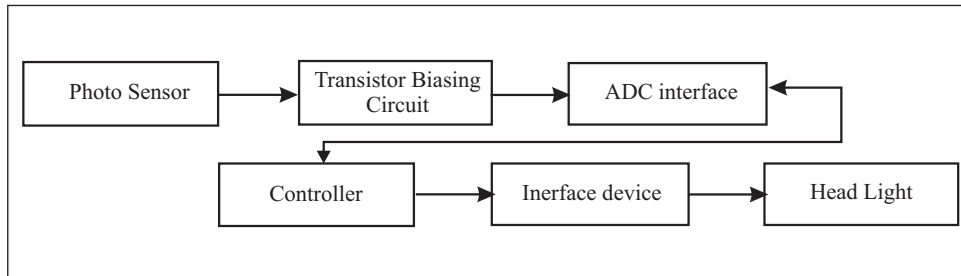 Photo Sensor
Transistor Biasing
Circuit
ADC interface
Controller
Inerface device
Head Light